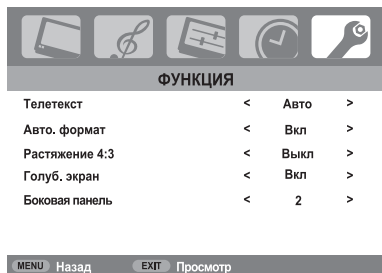 ФУНКЦИЯ
Телетекст < Авто >
Авто. формат < Вкл >
Растяжение 4:3 < Выкл >
Голуб. экран < Вкл >
Боковая панель < 2 >
MENU Назад EXIT Просмотр